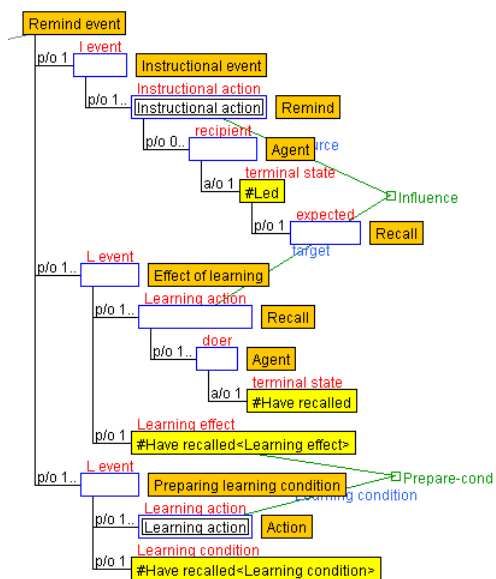 Remind event
I event
p/o 1
Instructional event
Instructional action
p/o 1..
Instructional action
Remind
recipient
p/o 0..
Agent
urce
terminal state
a/o 1
#Led
Influence
expected
p/o 1
Recall
target
L event
p/o 1..
Effect of learning
Learning action
p/o 1..
Recall
doer
p/o 1..
Agent
terminal state
a/o 1
#Have recalled
Learning effect
p/o 1
#Have recalled<Learning effect>
L event
p/o 1..
Preparing learning condition
Prepare-cond
Learning condition
Learning action
p/o 1..
Learning action
Action
Learning condition
p/o 1
#Have recalled<Learning condition>